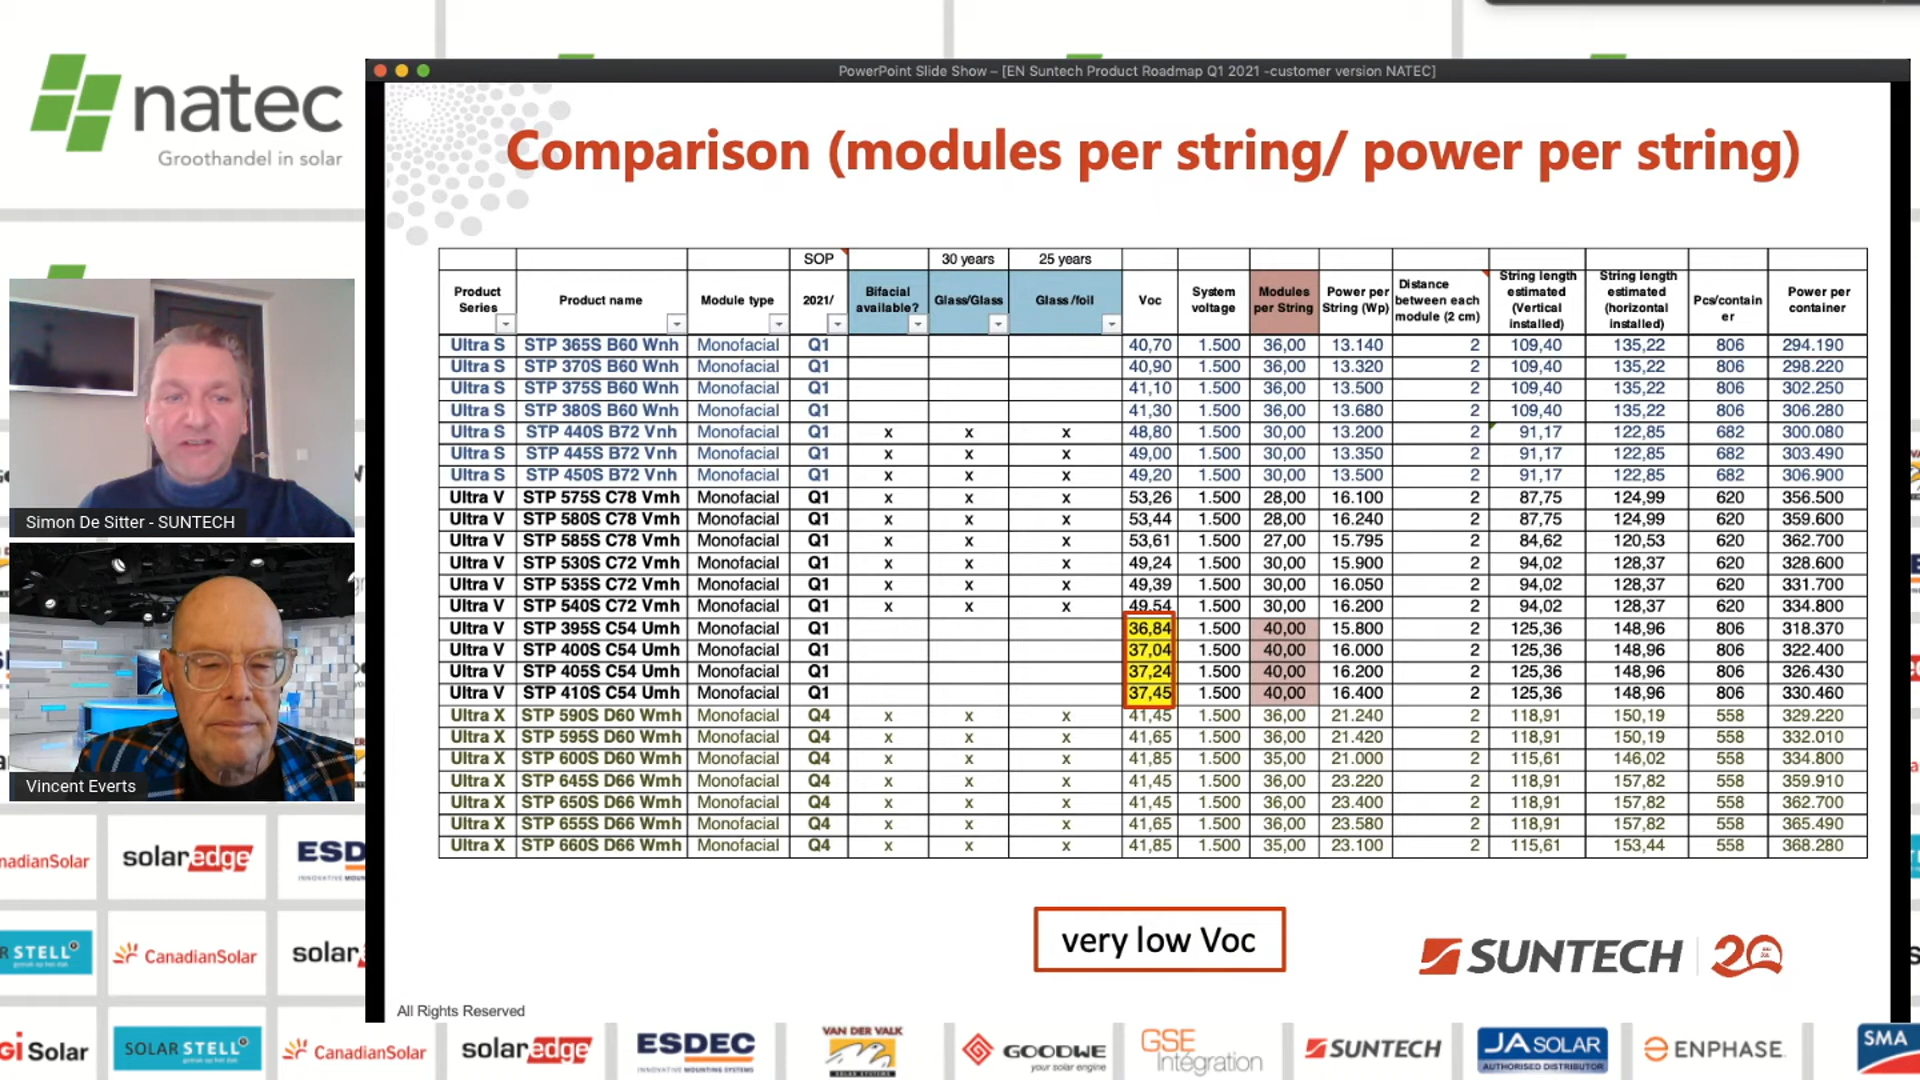 PowerPoint Slide Show – [EN Suntech Product Roadmap Q1 2021 -customer version NATEC]
natec
Groothandel in solar
Comparison (modules per string/ power per string)
SOP 30 years 25 years
Product Series Product name Module type 2021/ Bifacial available? Glass/Glass Glass /foil Voc System voltage Modules per String Power per String (Wp) Distance between each module (2 cm) String length estimated (Vertical installed) String length estimated (horizontal installed) Pcs/container Power per container
Ultra S STP 365S B60 Wnh Monofacial Q1 40,70 1.500 36,00 13.140 2 109,40 135,22 806 294.190
Ultra S STP 370S B60 Wnh Monofacial Q1 40,90 1.500 36,00 13.320 2 109,40 135,22 806 298.220
Ultra S STP 375S B60 Wnh Monofacial Q1 41,10 1.500 36,00 13.500 2 109,40 135,22 806 302.250
Ultra S STP 380S B60 Wnh Monofacial Q1 41,30 1.500 36,00 13.680 2 109,40 135,22 806 306.280
Ultra S STP 440S B72 Vnh Monofacial Q1 x x x 48,80 1.500 30,00 13.200 2 91,17 122,85 682 300.080
Ultra S STP 445S B72 Vnh Monofacial Q1 x x x 49,00 1.500 30,00 13.350 2 91,17 122,85 682 303.490
Ultra S STP 450S B72 Vnh Monofacial Q1 x x x 49,20 1.500 30,00 13.500 2 91,17 122,85 682 306.900
Ultra V STP 575S C78 Vmh Monofacial Q1 x x x 53,26 1.500 28,00 16.100 2 87,75 124,99 620 356.500
Ultra V STP 580S C78 Vmh Monofacial Q1 x x x 53,44 1.500 28,00 16.240 2 87,75 124,99 620 359.600
Ultra V STP 585S C78 Vmh Monofacial Q1 x x x 53,61 1.500 27,00 15.795 2 84,62 120,53 620 362.700
Ultra V STP 530S C72 Vmh Monofacial Q1 x x x 49,24 1.500 30,00 15.900 2 94,02 128,37 620 328.600
Ultra V STP 535S C72 Vmh Monofacial Q1 x x x 49,39 1.500 30,00 16.050 2 94,02 128,37 620 331.700
Ultra V STP 540S C72 Vmh Monofacial Q1 x x x 49,54 1.500 30,00 16.200 2 94,02 128,37 620 334.800
Ultra V STP 395S C54 Umh Monofacial Q1 36,84 1.500 40,00 15.800 2 125,36 148,96 806 318.370
Ultra V STP 400S C54 Umh Monofacial Q1 37,04 1.500 40,00 16.000 2 125,36 148,96 806 322.400
Ultra V STP 405S C54 Umh Monofacial Q1 37,24 1.500 40,00 16.200 2 125,36 148,96 806 326.430
Ultra V STP 410S C54 Umh Monofacial Q1 37,45 1.500 40,00 16.400 2 125,36 148,96 806 330.460
Ultra X STP 590S D60 Wmh Monofacial Q4 x x x 41,45 1.500 36,00 21.240 2 118,91 150,19 558 329.220
Ultra X STP 595S D60 Wmh Monofacial Q4 x x x 41,65 1.500 36,00 21.420 2 118,91 150,19 558 332.010
Ultra X STP 600S D60 Wmh Monofacial Q4 x x x 41,85 1.500 35,00 21.000 2 115,61 146,02 558 334.800
Ultra X STP 645S D66 Wmh Monofacial Q4 x x x 41,45 1.500 36,00 23.220 2 118,91 157,82 558 359.910
Ultra X STP 650S D66 Wmh Monofacial Q4 x x x 41,45 1.500 36,00 23.400 2 118,91 157,82 558 362.700
Ultra X STP 655S D66 Wmh Monofacial Q4 x x x 41,65 1.500 36,00 23.580 2 118,91 157,82 558 365.490
Ultra X STP 660S D66 Wmh Monofacial Q4 x x x 41,85 1.500 35,00 23.100 2 115,61 153,44 558 368.280
Simon De Sitter - SUNTECH
Vincent Everts
very low Voc
SUNTECH 20
All Rights Reserved
nadianSolar solaredge ESD
STELL CanadianSolar solar
Gi Solar SOLAR STELL CanadianSolar solaredge ESDEC VAN DER VALK GOODWE GSE SUNTECH JA SOLAR ENPHASE SMA
INNOVATIVE MOUNTING SYSTEMS SOLAR SYSTEMS your solar engine Intégration AUTHORISED DISTRIBUTOR